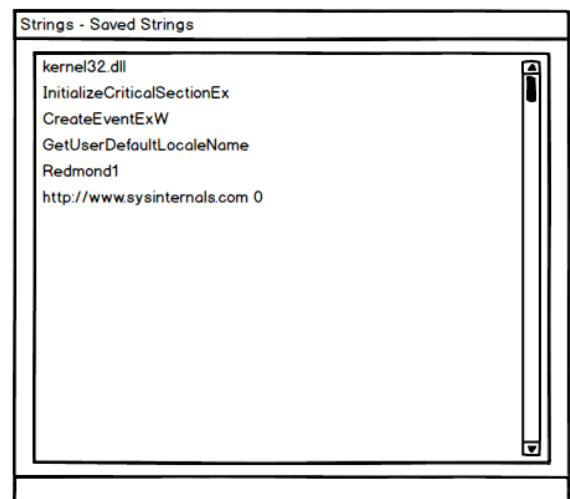 Strings - Saved Strings
kernel32.dll
InitializeCriticalSectionEx
CreateEventExW
GetUserDefaultLocaleName
Redmond1
http://www.sysinternals.com 0